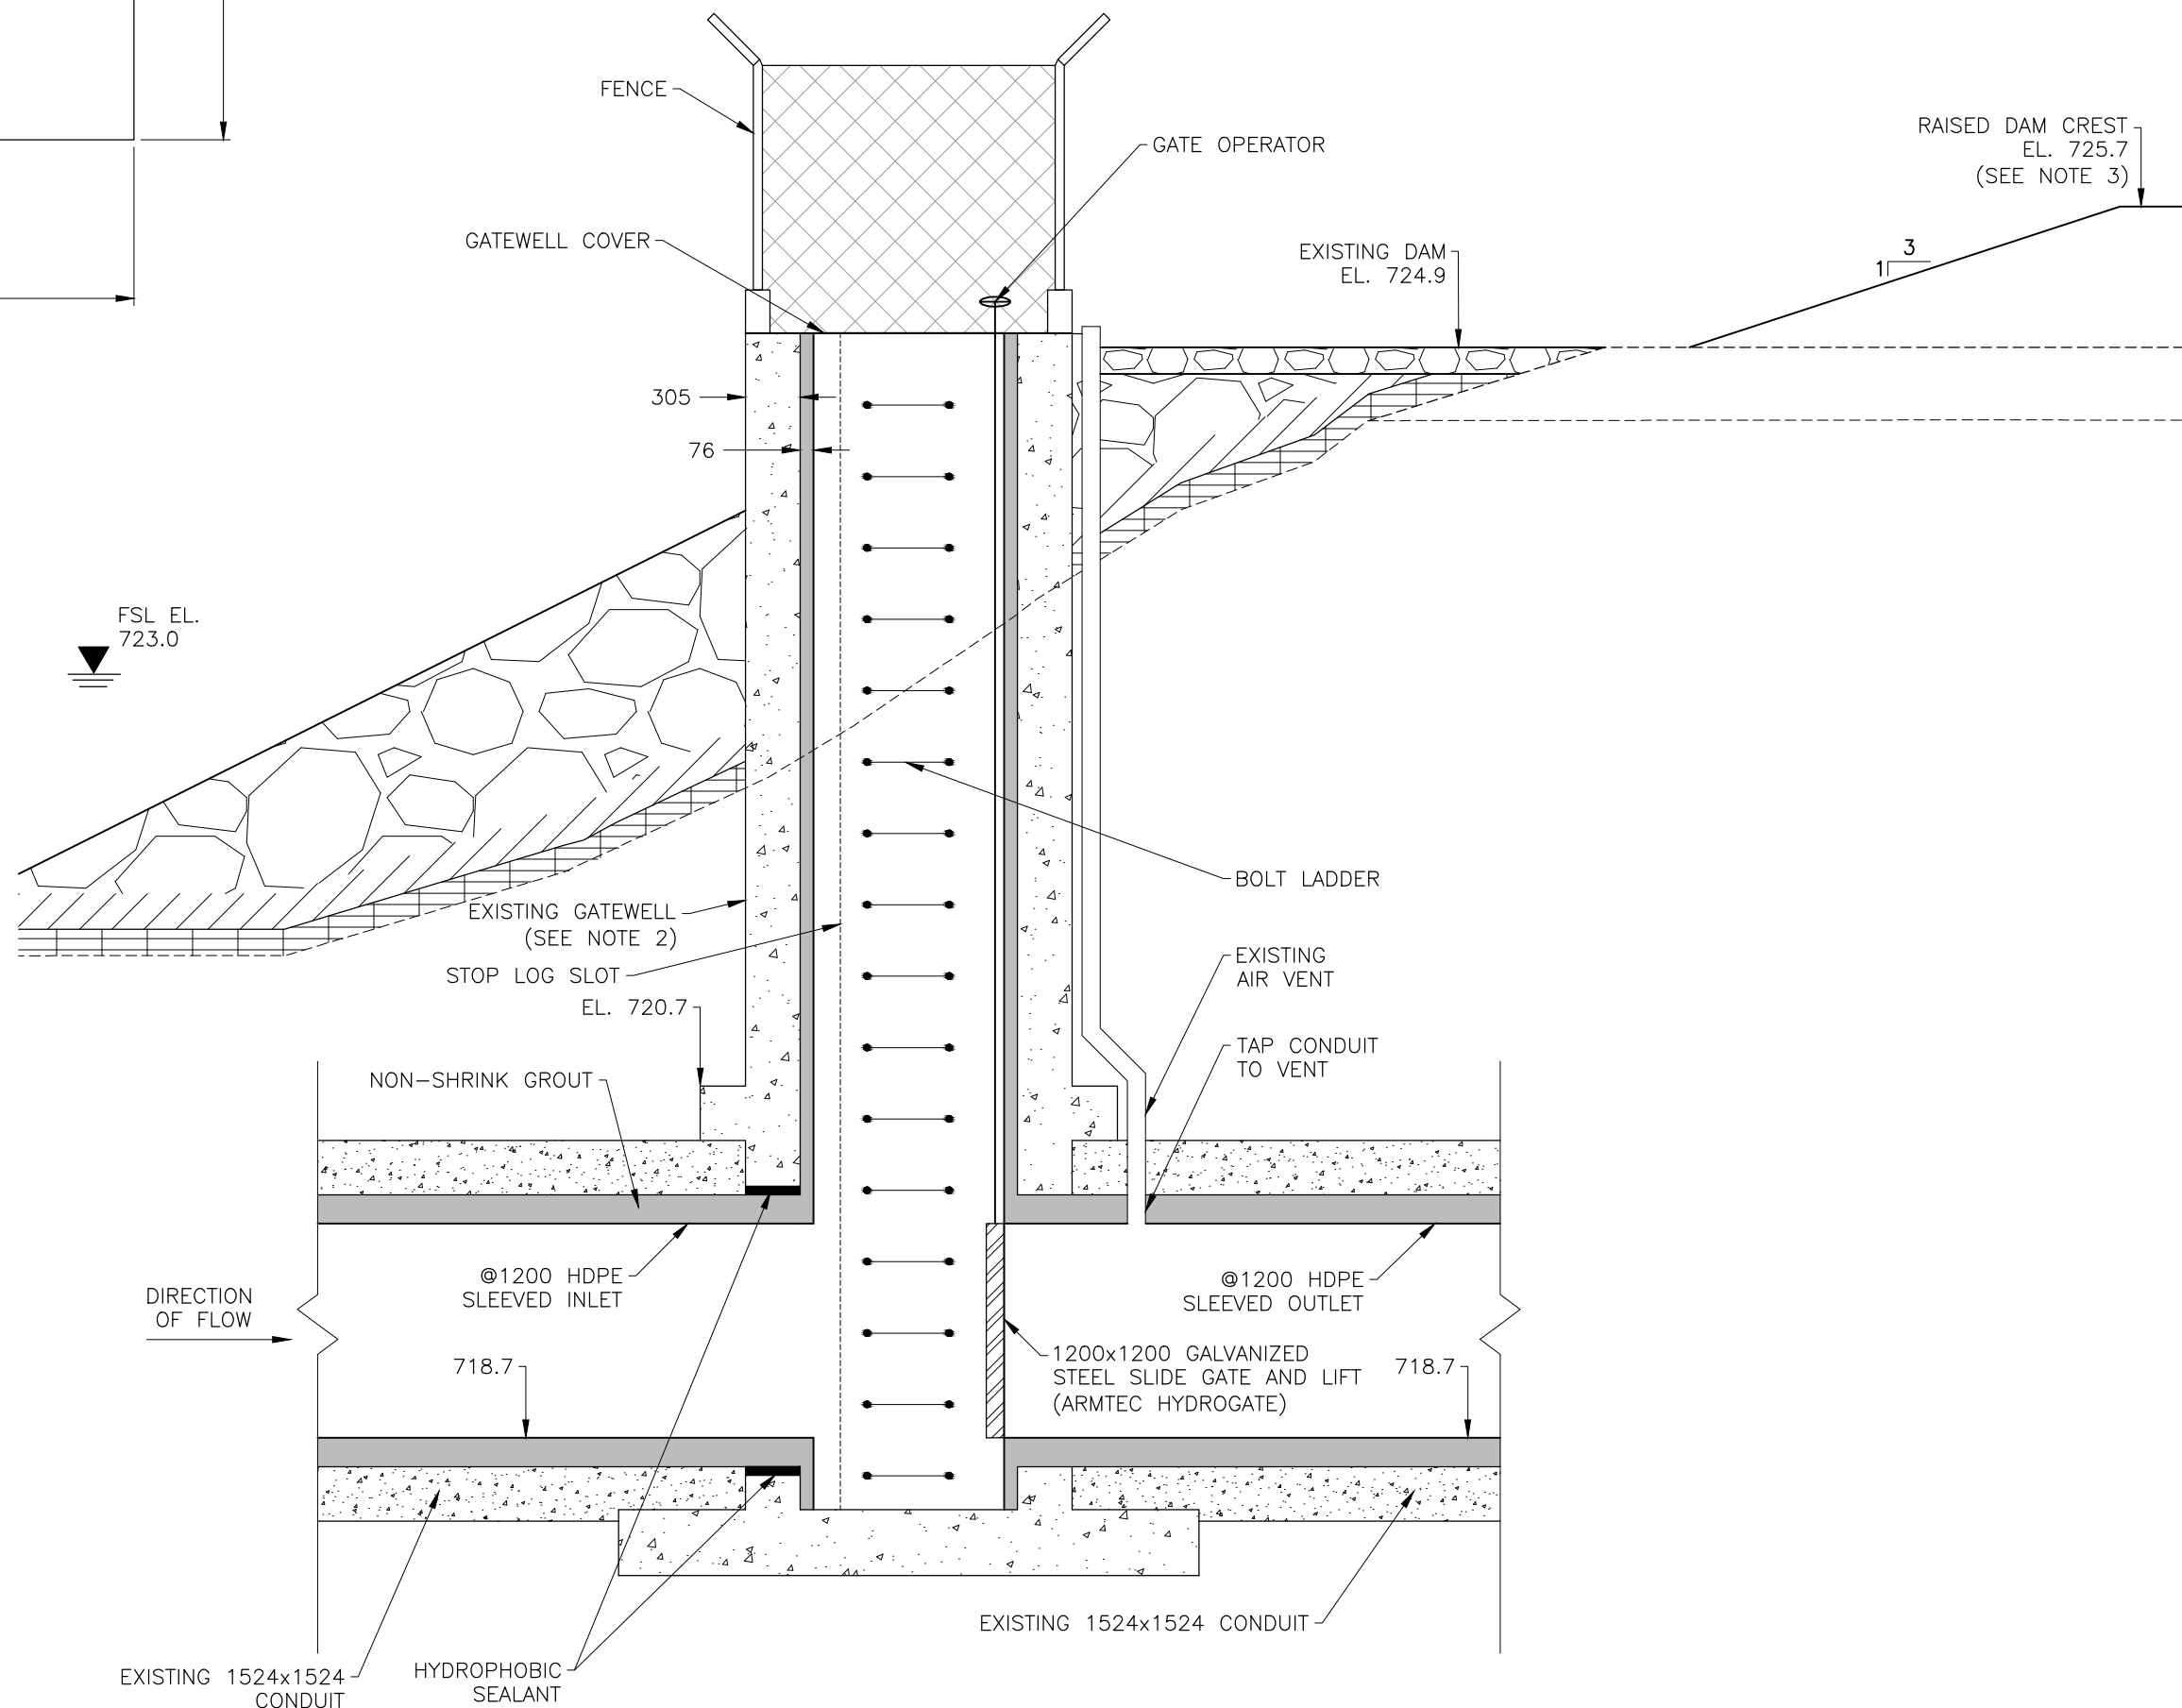 FENCE
GATE OPERATOR
RAISED DAM CREST
EL. 725.7
(SEE NOTE 3)
GATEWELL COVER
EXISTING DAM
EL. 724.9
3
1
305
76
FSL EL.
723.0
BOLT LADDER
EXISTING GATEWELL
(SEE NOTE 2)
STOP LOG SLOT
EL. 720.7
EXISTING
AIR VENT
TAP CONDUIT
TO VENT
NON-SHRINK GROUT
@1200 HDPE
SLEEVED INLET
@1200 HDPE
SLEEVED OUTLET
DIRECTION
OF FLOW
718.7
1200x1200 GALVANIZED
STEEL SLIDE GATE AND LIFT
(ARMTEC HYDROGATE)
718.7
EXISTING 1524x1524 CONDUIT
EXISTING 1524x1524
CONDUIT
HYDROPHOBIC
SEALANT